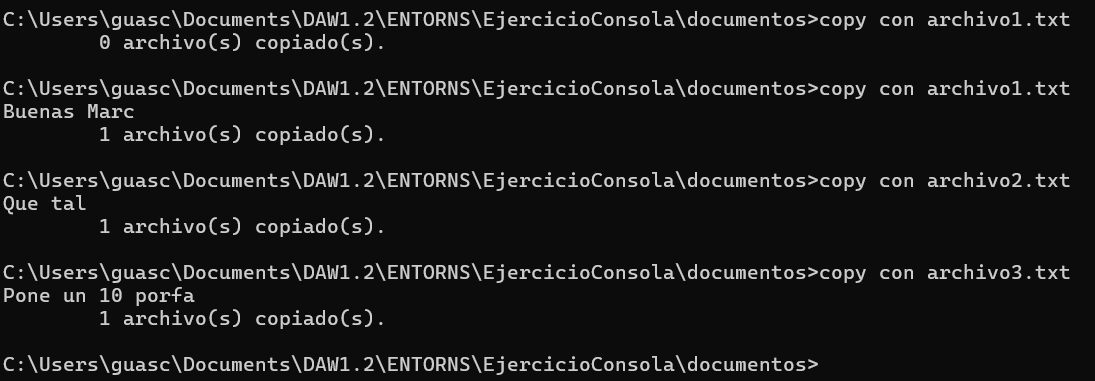 C:\Users\guasc\Documents\DAW1.2\ENTORNS\EjercicioConsola\documentos>copy con archivo1.txt
        0 archivo(s) copiado(s).
C:\Users\guasc\Documents\DAW1.2\ENTORNS\EjercicioConsola\documentos>copy con archivo1.txt
Buenas Marc
        1 archivo(s) copiado(s).
C:\Users\guasc\Documents\DAW1.2\ENTORNS\EjercicioConsola\documentos>copy con archivo2.txt
Que tal
        1 archivo(s) copiado(s).
C:\Users\guasc\Documents\DAW1.2\ENTORNS\EjercicioConsola\documentos>copy con archivo3.txt
Pone un 10 porfa
        1 archivo(s) copiado(s).
C:\Users\guasc\Documents\DAW1.2\ENTORNS\EjercicioConsola\documentos>